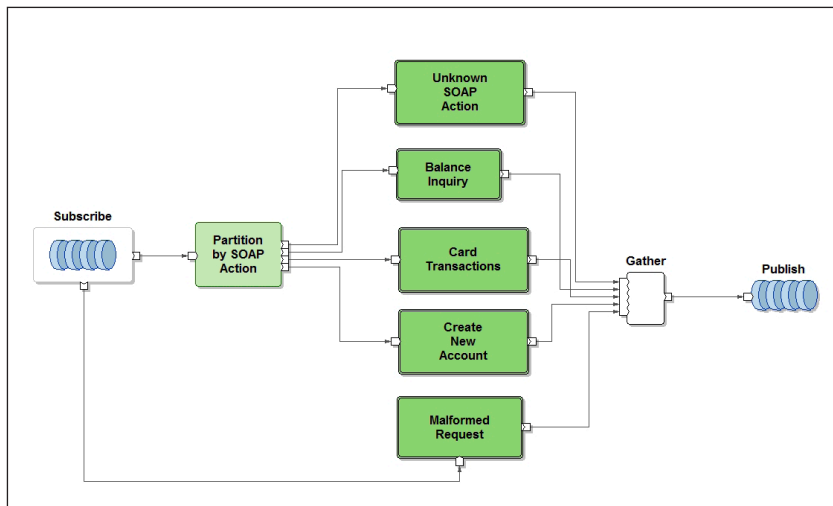 Unknown
SOAP
Action
Balance
Inquiry
Subscribe
Partition
by SOAP
Action
Card
Transactions
Gather
Publish
Create
New
Account
Malformed
Request